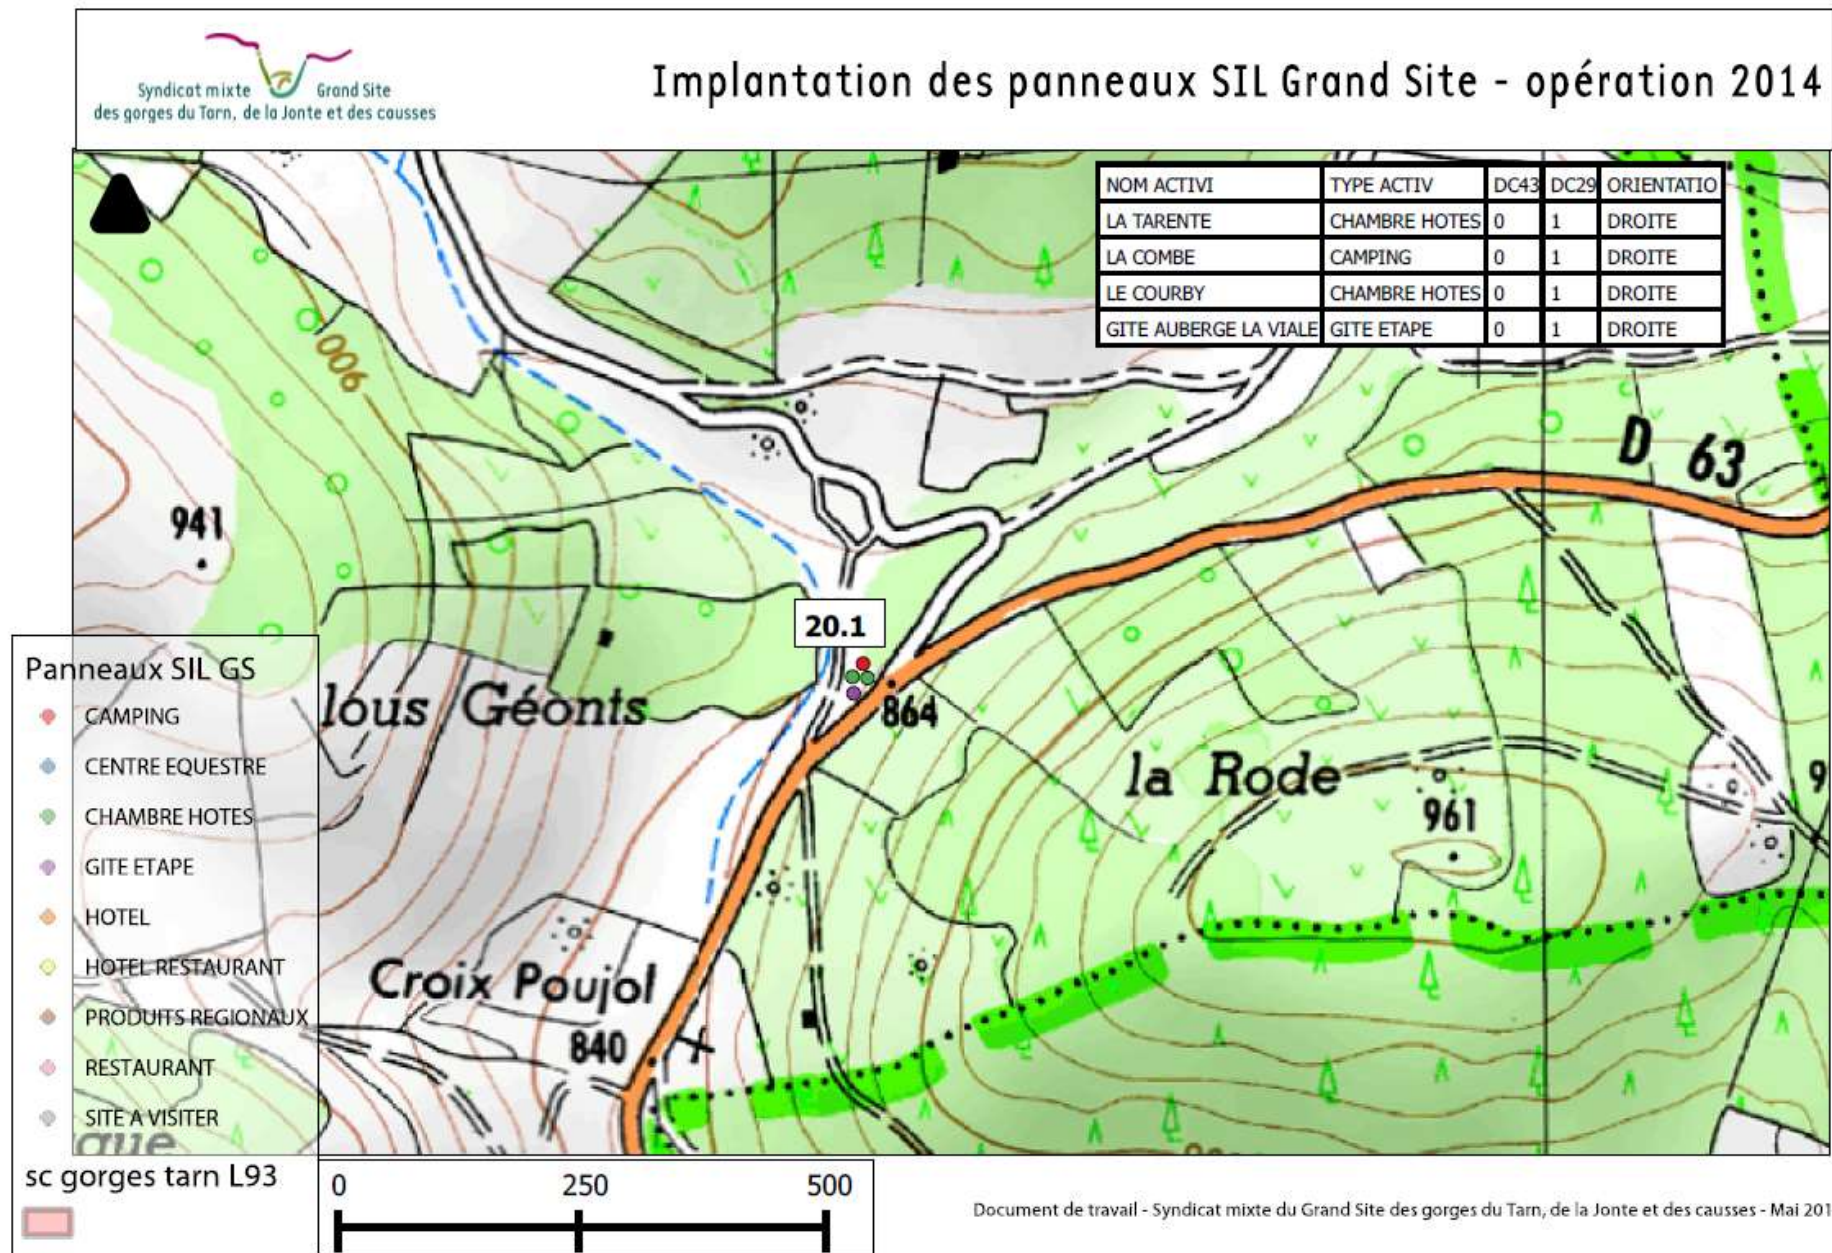 Syndicat mixte Grand Site
des gorges du Tarn, de la Jonte et des causses
Implantation des panneaux SIL Grand Site - opération 2014
NOM ACTIVI TYPE ACTIV DC43 DC29 ORIENTATIO
LA TARENTE CHAMBRE HOTES 0 1 DROITE
LA COMBE CAMPING 0 1 DROITE
LE COURBY CHAMBRE HOTES 0 1 DROITE
GITE AUBERGE LA VIALE GITE ETAPE 0 1 DROITE
900
D 63
941
20.1
lous Géonts
864
la Rode
961
9
Croix Poujol
840
Panneaux SIL GS
CAMPING
CENTRE EQUESTRE
CHAMBRE HOTES
GITE ETAPE
HOTEL
HOTEL RESTAURANT
PRODUITS REGIONAUX
RESTAURANT
SITE A VISITER
sc gorges tarn L93
0 250 500
Document de travail - Syndicat mixte du Grand Site des gorges du Tarn, de la Jonte et des causses - Mai 201